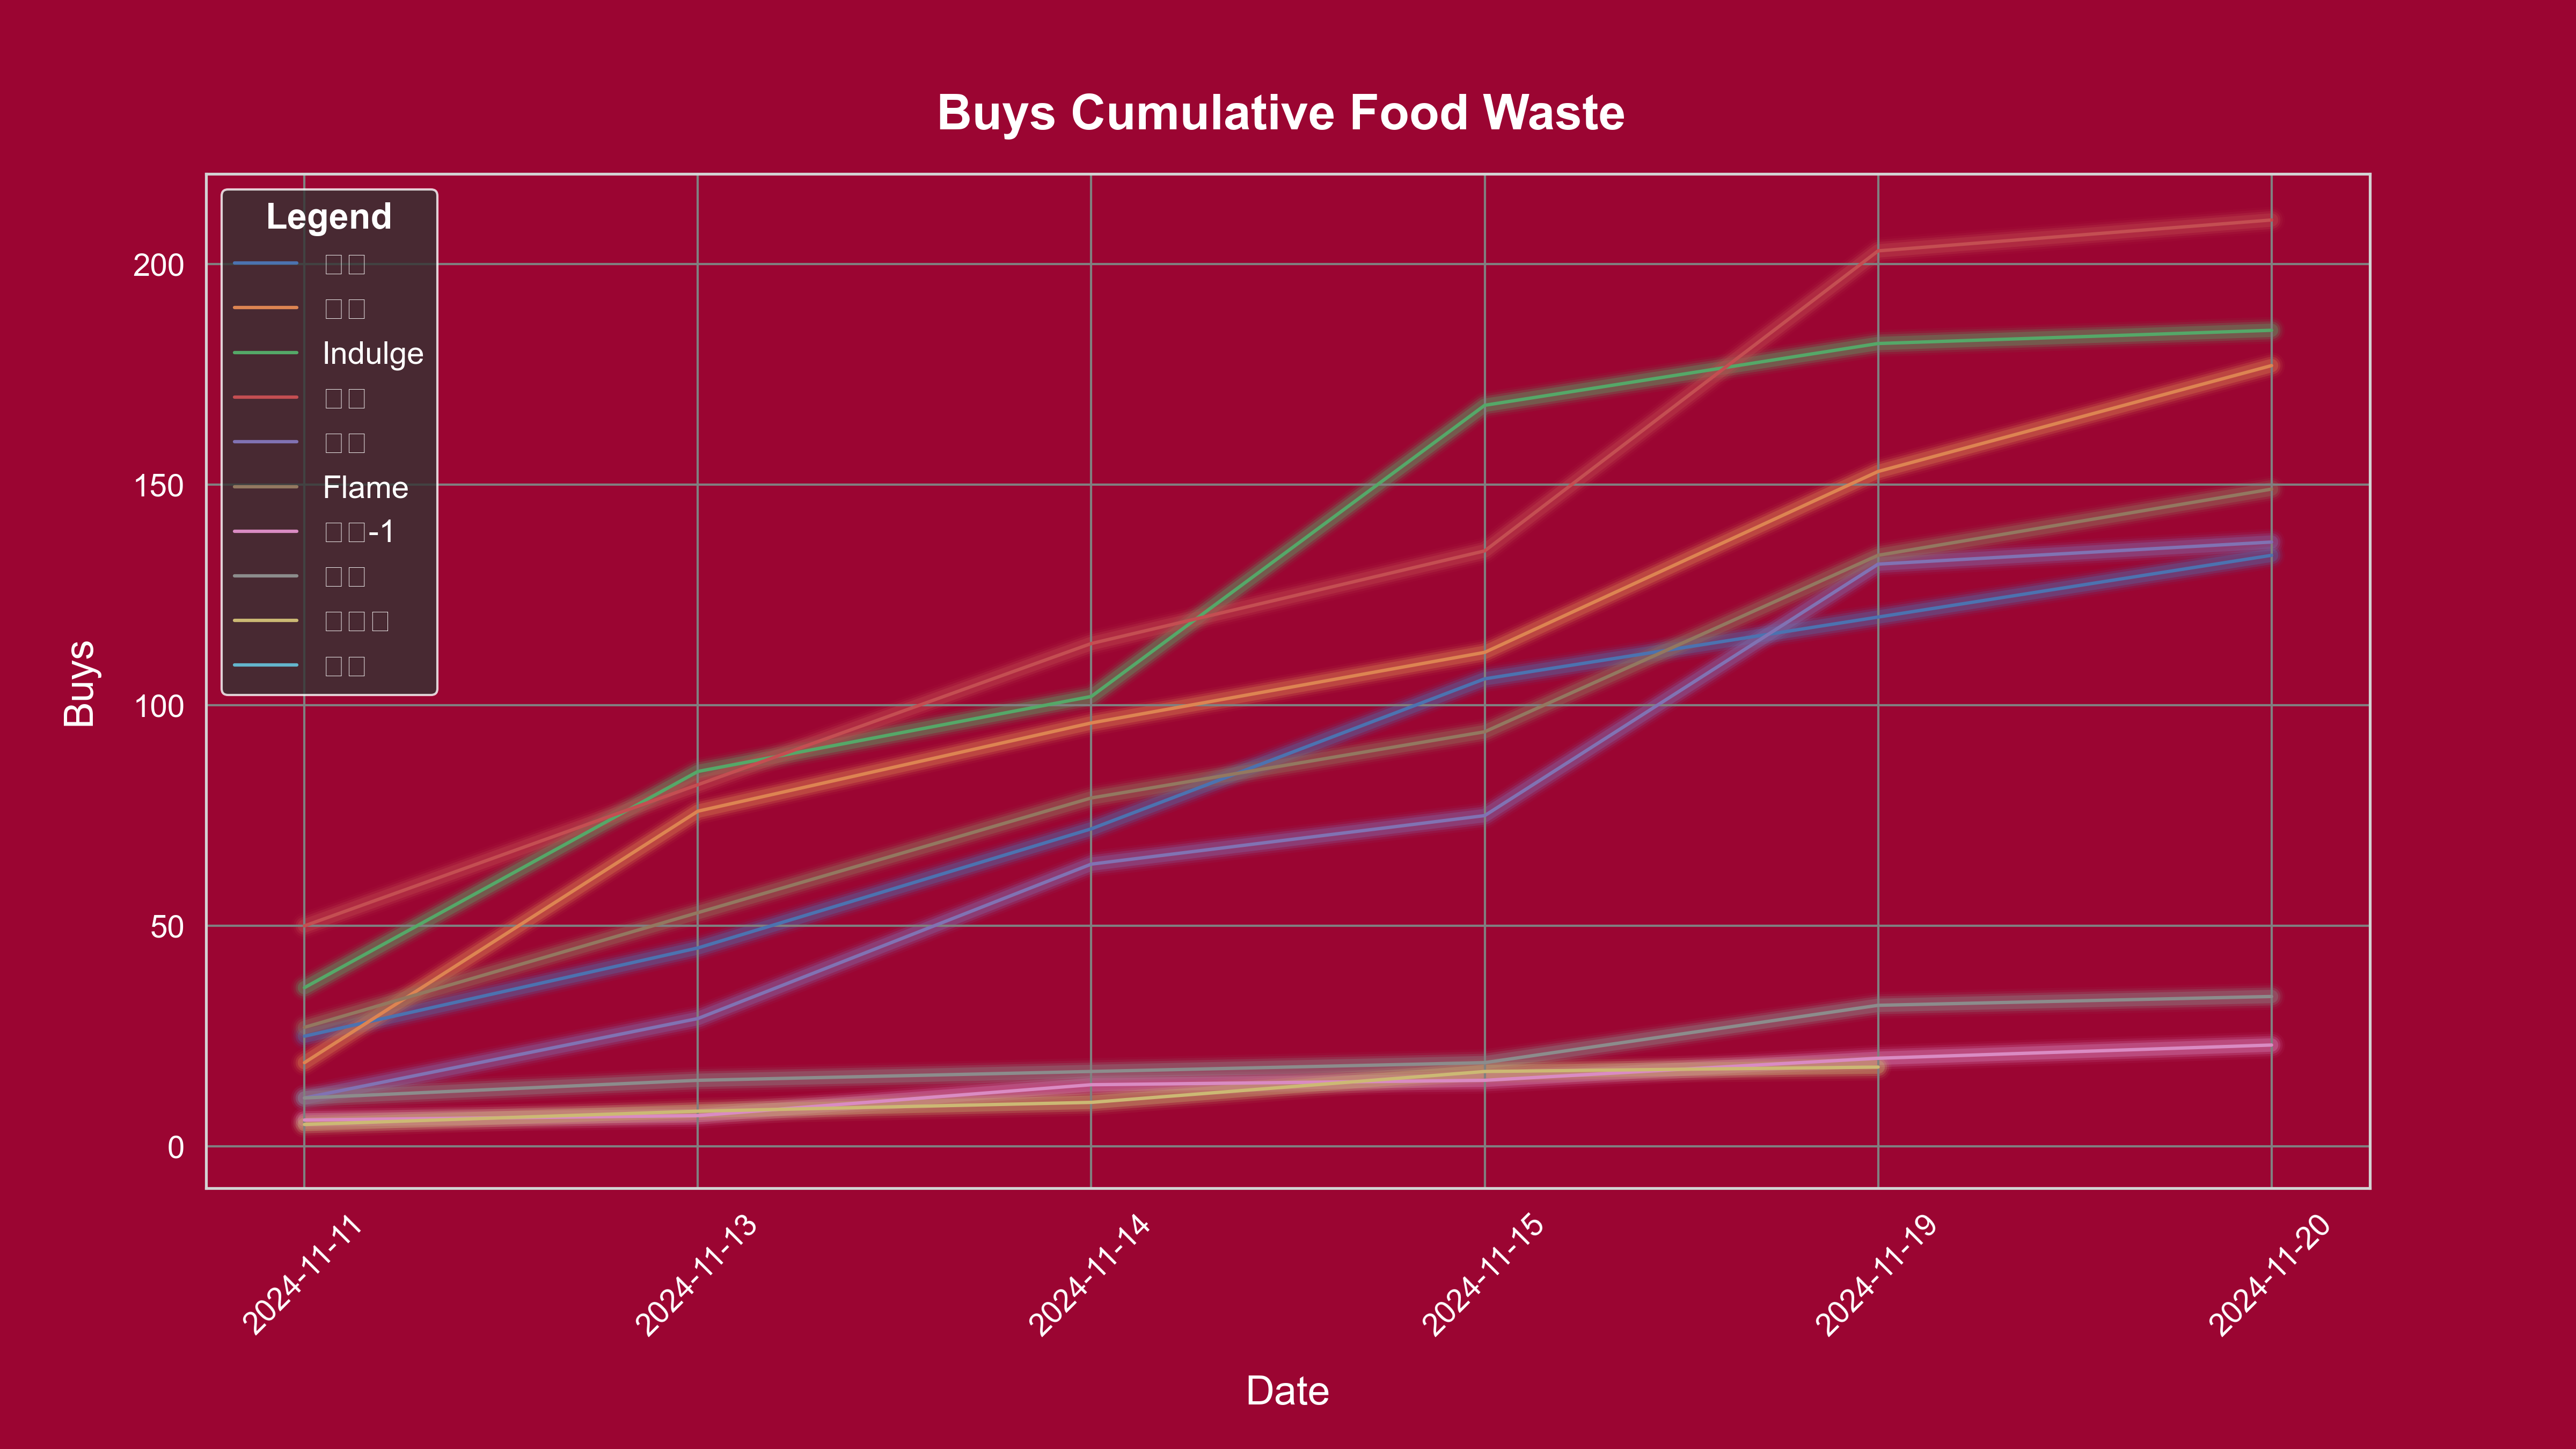 Buys Cumulative Food Waste
Legend
Indulge
Flame
-1
200
150
100
50
0
Buys
2024-11-11
2024-11-13
2024-11-14
2024-11-15
2024-11-19
2024-11-20
Date